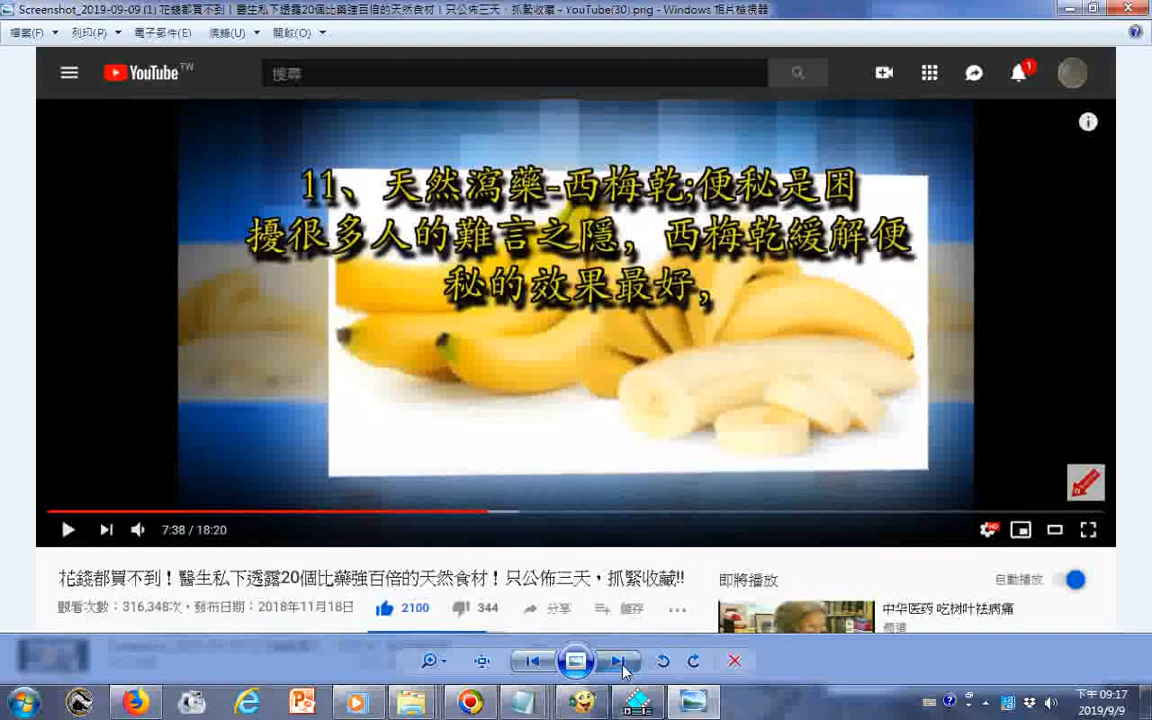 Screenshot_2019-09-09 (1) 花錢都買不到！醫生私下透露20個比藥強百倍的天然食材！只公佈三天，抓緊收藏 - YouTube(30) png - Windows 相片檢視器
檔案(F) 列印(P) 電子郵件(E) 燒錄(U) 開啟(O)
YouTube TW
搜尋
1
11、天然瀉藥-西梅乾;便秘是困
擾很多人的難言之隱，西梅乾緩解便
秘的效果最好，
7:38 / 18:20
HD
花錢都買不到！醫生私下透露20個比藥強百倍的天然食材！只公佈三天，抓緊收藏!!
觀看次數：316,348次，發布日期：2018年11月18日
2100
344
分享
儲存
即將播放
自動播放
中华医药 吃树叶祛病痛
下午 09:17
2019/9/9